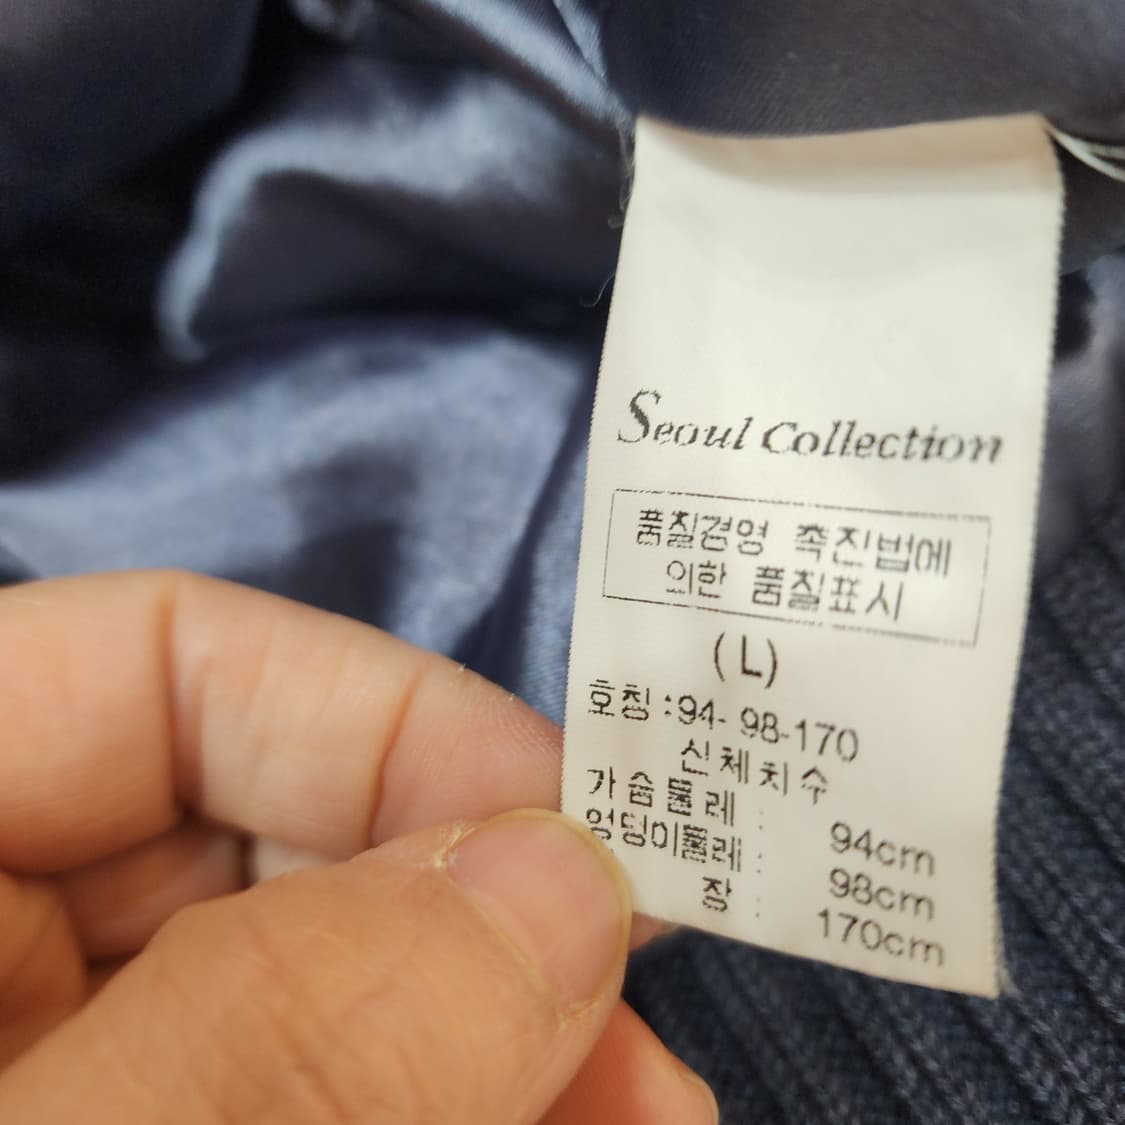 Seoul Collection
품질경영 촉진법에
의한 품질표시
(L)
호칭 :94- 98-170
신체치수
가슴둘레 : 94cm
엉덩이둘레 : 98cm
장 : 170cm